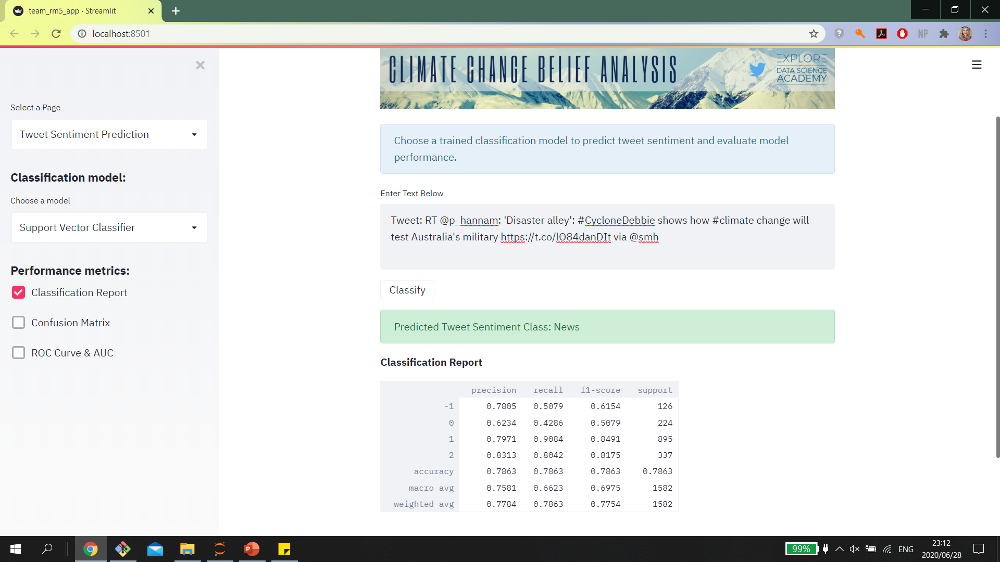 team_rm5_app · Streamlit
localhost:8501
NP
CLIMATE CHANGE BELIEF ANALYSIS
EXPLORE
DATA SCIENCE
ACADEMY
Select a Page
Tweet Sentiment Prediction
Classification model:
Choose a model
Support Vector Classifier
Performance metrics:
Classification Report
Confusion Matrix
ROC Curve & AUC
Choose a trained classification model to predict tweet sentiment and evaluate model
performance.
Enter Text Below
Tweet: RT @p_hannam: 'Disaster alley': #CycloneDebbie shows how #climate change will
test Australia's military https://t.co/lO84danDIt via @smh
Classify
Predicted Tweet Sentiment Class: News
Classification Report
precision recall f1-score support
-1 0.7805 0.5079 0.6154 126
0 0.6234 0.4286 0.5079 224
1 0.7971 0.9084 0.8491 895
2 0.8313 0.8042 0.8175 337
accuracy 0.7863 0.7863 0.7863 0.7863
macro avg 0.7581 0.6623 0.6975 1582
weighted avg 0.7784 0.7863 0.7754 1582
99%
ENG
23:12
2020/06/28